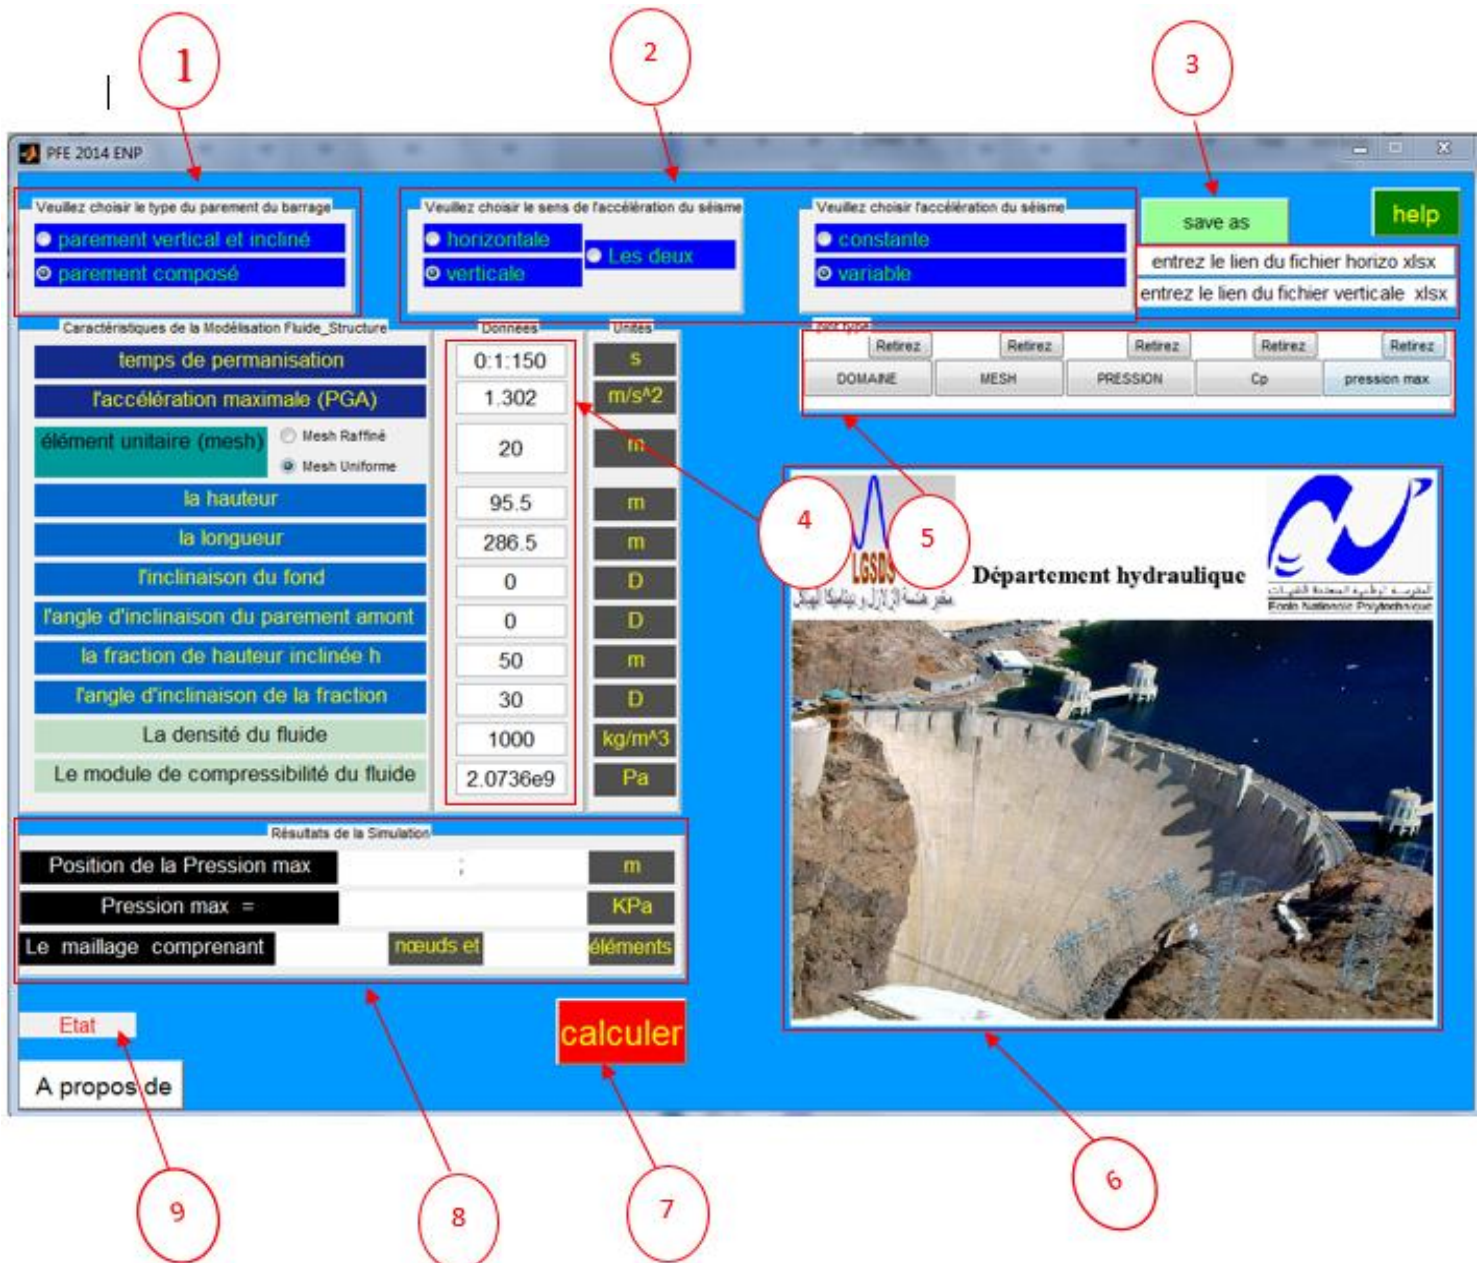 1
2
3
PFE 2014 ENP
Veuillez choisir le type du parement du barrage
parement vertical et incliné
parement composé
Veuillez choisir le sens de l'accélération du séisme
horizontale
verticale
Les deux
Veuillez choisir l'accélération du séisme
constante
variable
save as
help
entrez le lien du fichier horizo xlsx
entrez le lien du fichier verticale xlsx
Caractéristiques de la Modélisation Fluide_Structure
Données
Unités
temps de permanisation
0:1:150
s
l'accélération maximale (PGA)
1.302
m/s^2
élément unitaire (mesh)
Mesh Raffiné
Mesh Uniforme
20
m
la hauteur
95.5
m
la longueur
286.5
m
l'inclinaison du fond
0
D
l'angle d'inclinaison du parement amont
0
D
la fraction de hauteur inclinée h
50
m
l'angle d'inclinaison de la fraction
30
D
La densité du fluide
1000
kg/m^3
Le module de compressibilité du fluide
2.0736e9
Pa
plot type
Retirez
Retirez
Retirez
Retirez
Retirez
DOMAINE
MESH
PRESSION
Cp
pression max
4
5
LGSDS
مخبر هندسة الزلازل و ديناميكا الهياكل
Département hydraulique
Ecole Nationale Polytechnique
Résultats de la Simulation
Position de la Pression max
;
m
Pression max =
KPa
Le maillage comprenant
nœuds et
éléments
Etat
calculer
A propos de
9
8
7
6